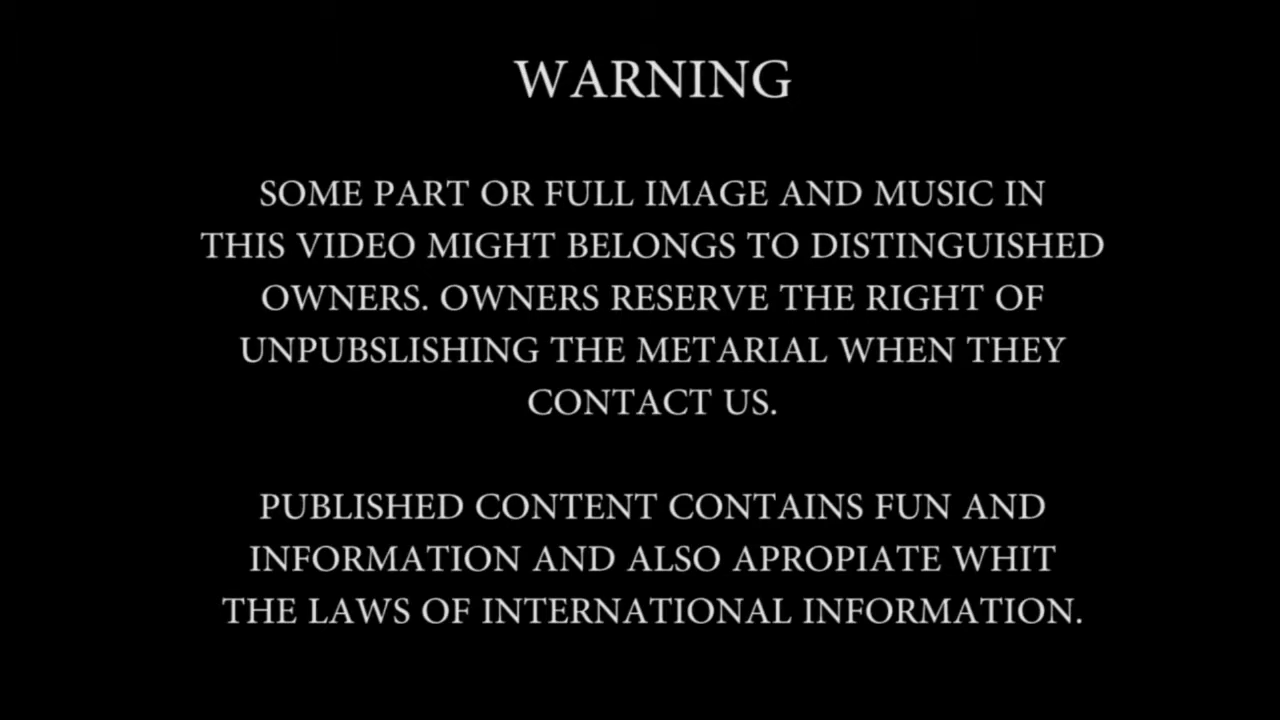 WARNING
SOME PART OR FULL IMAGE AND MUSIC IN
THIS VIDEO MIGHT BELONGS TO DISTINGUISHED
OWNERS. OWNERS RESERVE THE RIGHT OF
UNPUBSLISHING THE METARIAL WHEN THEY
CONTACT US.
PUBLISHED CONTENT CONTAINS FUN AND
INFORMATION AND ALSO APROPIATE WHIT
THE LAWS OF INTERNATIONAL INFORMATION.